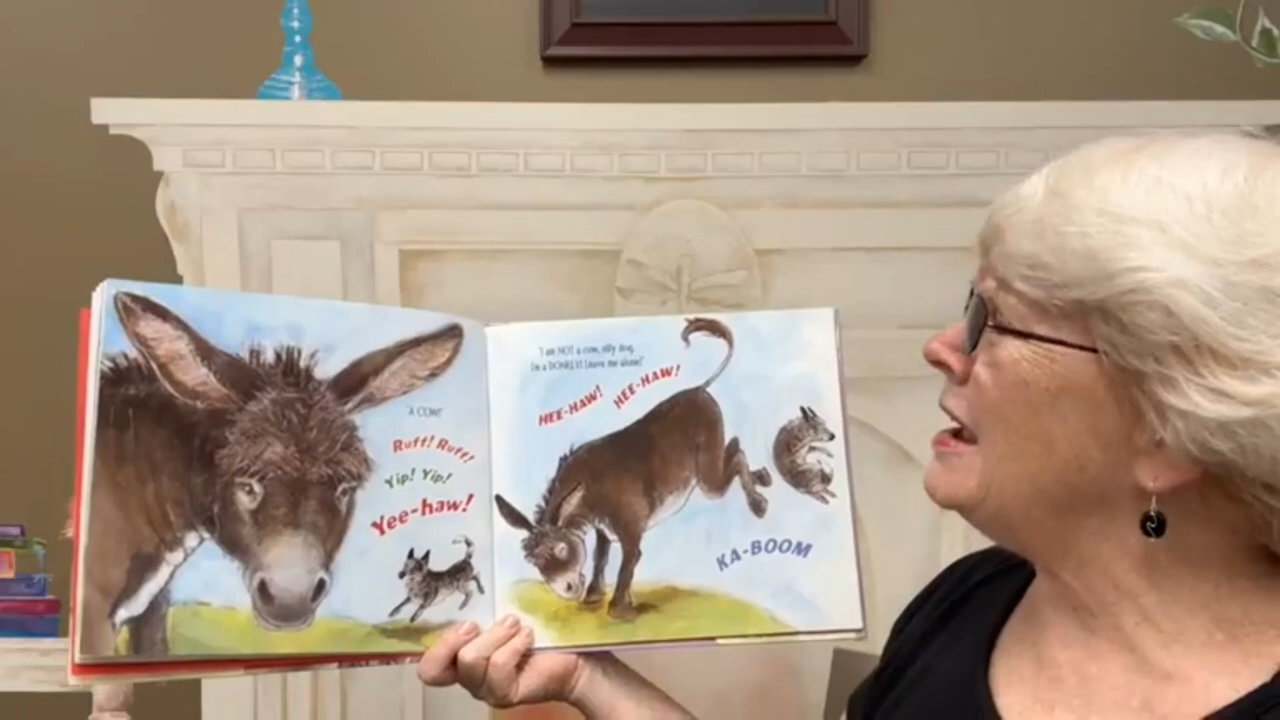 "A COW!"
Ruff! Ruff!
Yip! Yip!
Yee-haw!
"I am NOT a cow, silly dog.
I'm a DONKEY! Leave me alone!"
HEE-HAW! HEE-HAW!
KA-BOOM